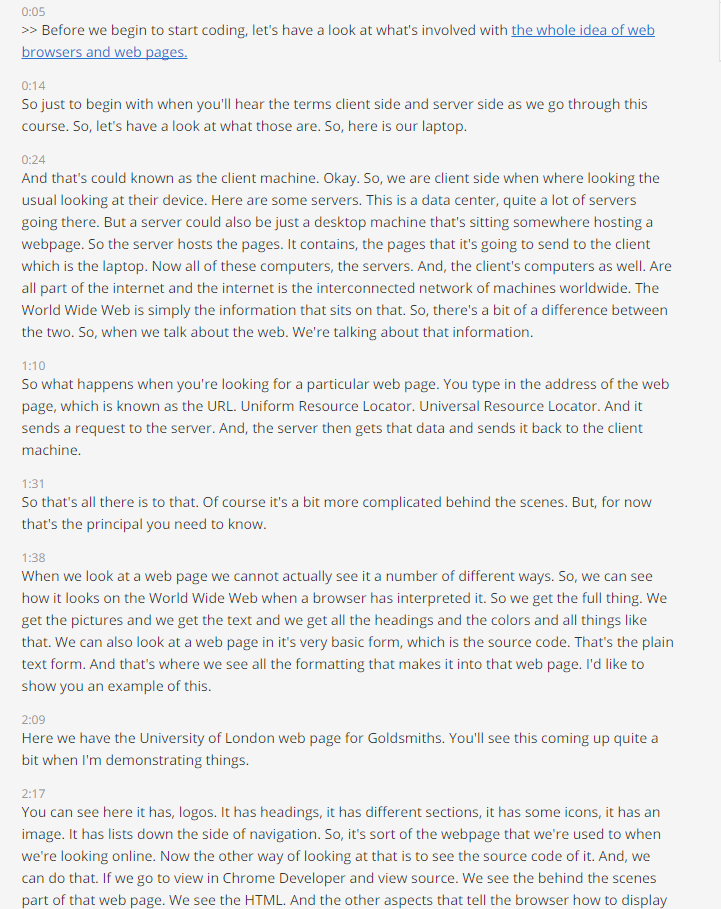 0:05
>> Before we begin to start coding, let's have a look at what's involved with the whole idea of web
browsers and web pages.
0:14
So just to begin with when you'll hear the terms client side and server side as we go through this
course. So, let's have a look at what those are. So, here is our laptop.
0:24
And that's could known as the client machine. Okay. So, we are client side when where looking the
usual looking at their device. Here are some servers. This is a data center, quite a lot of servers
going there. But a server could also be just a desktop machine that's sitting somewhere hosting a
webpage. So the server hosts the pages. It contains, the pages that it's going to send to the client
which is the laptop. Now all of these computers, the servers. And, the client's computers as well. Are
all part of the internet and the internet is the interconnected network of machines worldwide. The
World Wide Web is simply the information that sits on that. So, there's a bit of a difference between
the two. So, when we talk about the web. We're talking about that information.
1:10
So what happens when you're looking for a particular web page. You type in the address of the web
page, which is known as the URL. Uniform Resource Locator. Universal Resource Locator. And it
sends a request to the server. And, the server then gets that data and sends it back to the client
machine.
1:31
So that's all there is to that. Of course it's a bit more complicated behind the scenes. But, for now
that's the principal you need to know.
1:38
When we look at a web page we cannot actually see it a number of different ways. So, we can see
how it looks on the World Wide Web when a browser has interpreted it. So we get the full thing. We
get the pictures and we get the text and we get all the headings and the colors and all things like
that. We can also look at a web page in it's very basic form, which is the source code. That's the plain
text form. And that's where we see all the formatting that makes it into that web page. I'd like to
show you an example of this.
2:09
Here we have the University of London web page for Goldsmiths. You'll see this coming up quite a
bit when I'm demonstrating things.
2:17
You can see here it has, logos. It has headings, it has different sections, it has some icons, it has an
image. It has lists down the side of navigation. So, it's sort of the webpage that we're used to when
we're looking online. Now the other way of looking at that is to see the source code of it. And, we
can do that. If we go to view in Chrome Developer and view source. We see the behind the scenes
part of that web page. We see the HTML. And the other aspects that tell the browser how to display